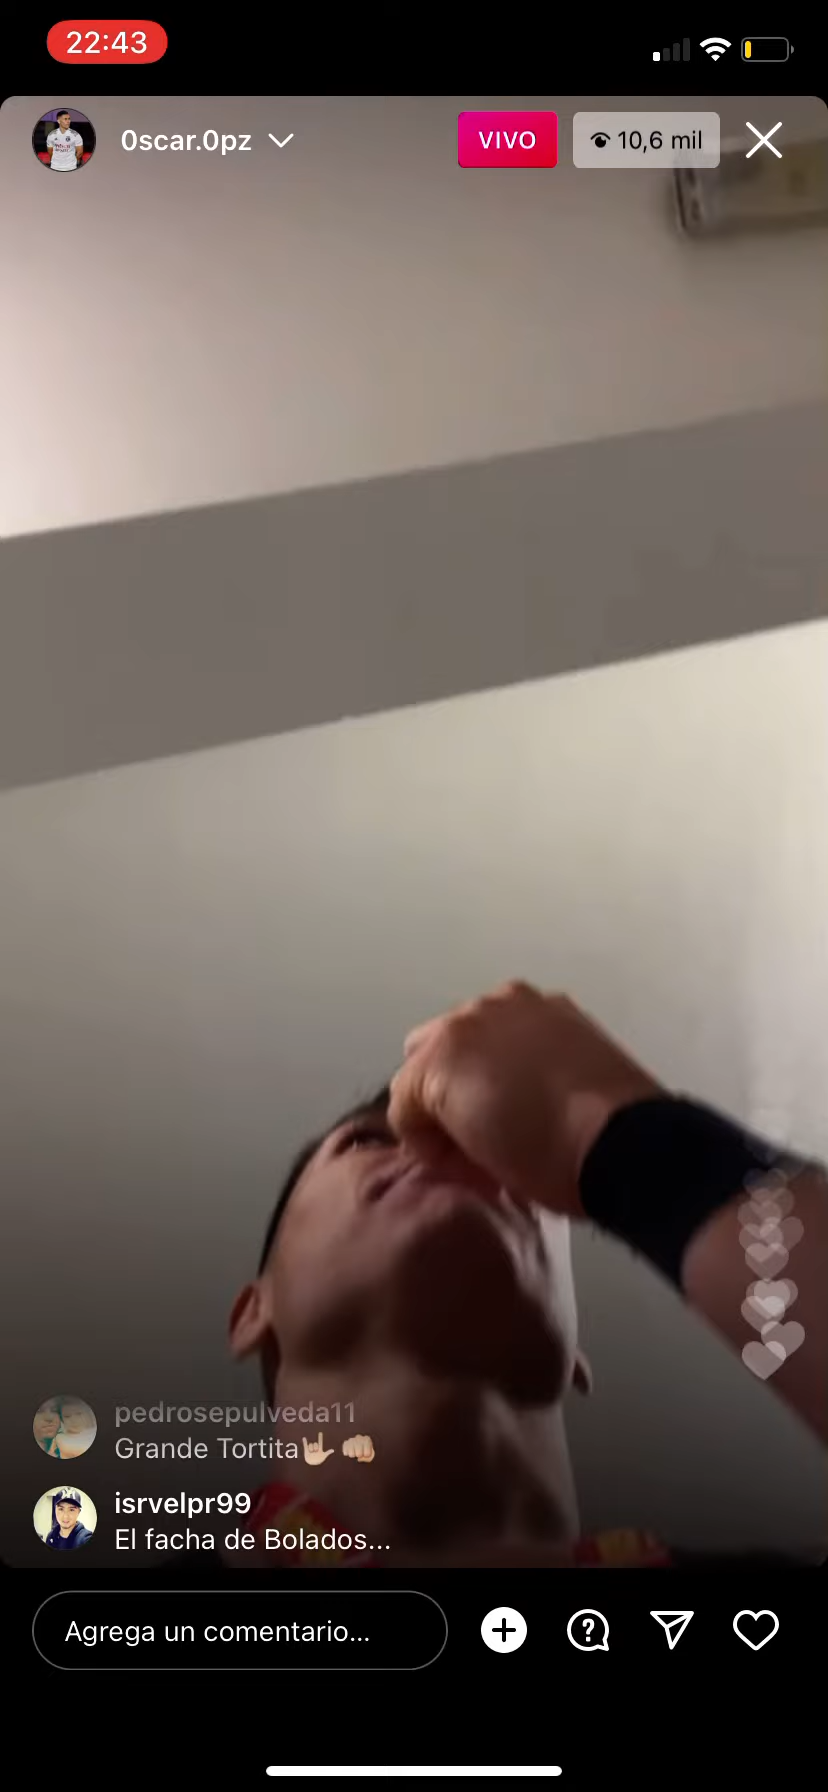 22:43
0scar.0pz
VIVO
10,6 mil
pedrosepulveda11
Grande Tortita🤟🏻👊🏻
isrvelpr99
El facha de Bolados...
Agrega un comentario...